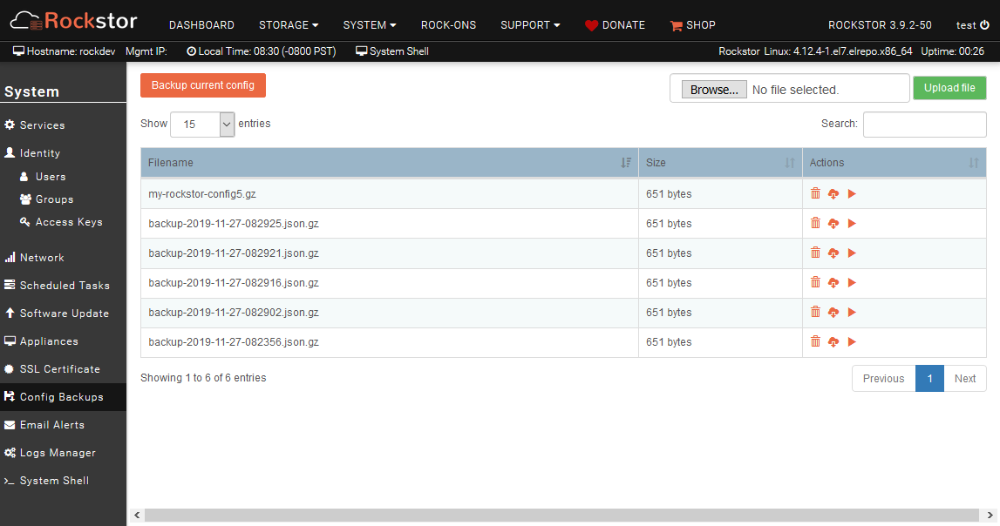 Rockstor DASHBOARD STORAGE SYSTEM ROCK-ONS SUPPORT DONATE SHOP ROCKSTOR 3.9.2-50 test
Hostname: rockdev Mgmt IP: Local Time: 08:30 (-0800 PST) System Shell Rockstor Linux: 4.12.4-1.el7.elrepo.x86_64 Uptime: 00:26
System
Services
Identity
Users
Groups
Access Keys
Network
Scheduled Tasks
Software Update
Appliances
SSL Certificate
Config Backups
Email Alerts
Logs Manager
System Shell
Backup current config Browse... No file selected. Upload file
Show 15 entries Search:
Filename Size Actions
my-rockstor-config5.gz 651 bytes
backup-2019-11-27-082925.json.gz 651 bytes
backup-2019-11-27-082921.json.gz 651 bytes
backup-2019-11-27-082916.json.gz 651 bytes
backup-2019-11-27-082902.json.gz 651 bytes
backup-2019-11-27-082356.json.gz 651 bytes
Showing 1 to 6 of 6 entries Previous 1 Next